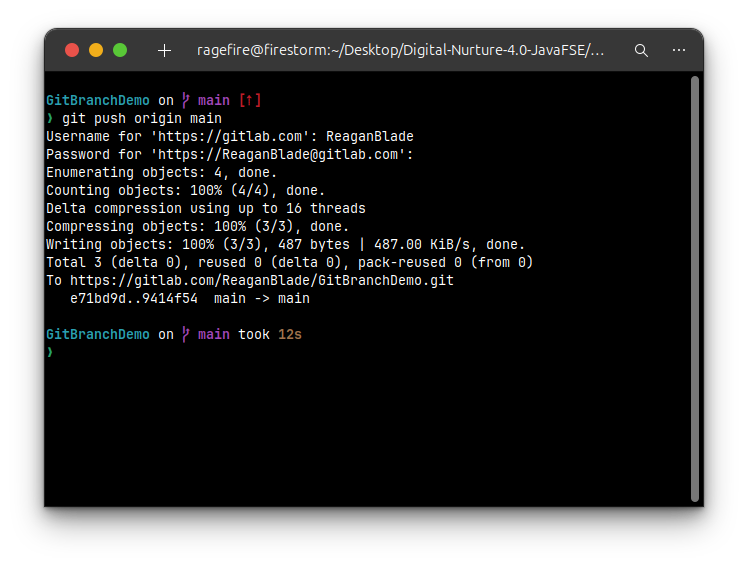 ragefire@firestorm:~/Desktop/Digital-Nurture-4.0-JavaFSE/...
GitBranchDemo on main [↑]
❯ git push origin main
Username for 'https://gitlab.com': ReaganBlade
Password for 'https://ReaganBlade@gitlab.com':
Enumerating objects: 4, done.
Counting objects: 100% (4/4), done.
Delta compression using up to 16 threads
Compressing objects: 100% (3/3), done.
Writing objects: 100% (3/3), 487 bytes | 487.00 KiB/s, done.
Total 3 (delta 0), reused 0 (delta 0), pack-reused 0 (from 0)
To https://gitlab.com/ReaganBlade/GitBranchDemo.git
   e71bd9d..9414f54  main -> main
GitBranchDemo on main took 12s
❯